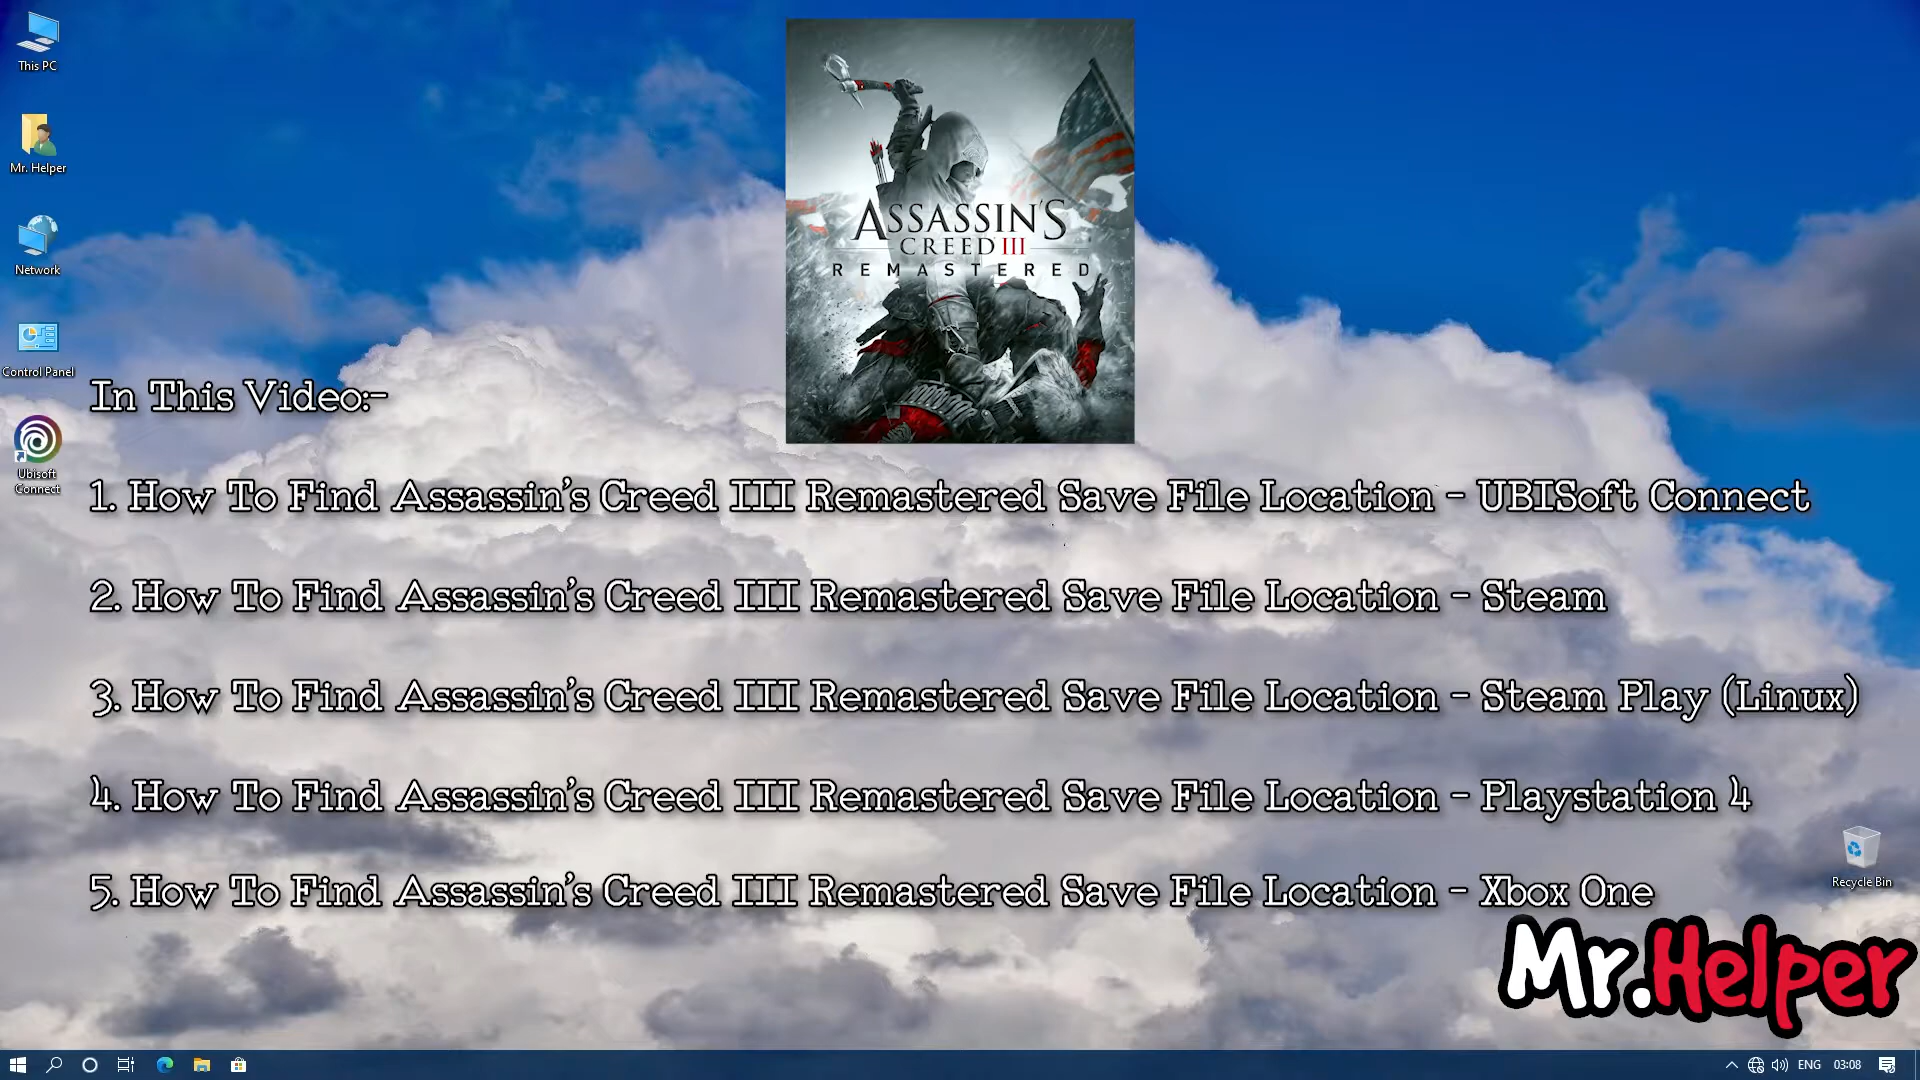 This PC
Mr. Helper
Network
Control Panel
Ubisoft
Connect
ASSASSIN'S
CREED III
REMASTERED
In This Video:-
1. How To Find Assassin's Creed III Remastered Save File Location - UBISoft Connect
2. How To Find Assassin's Creed III Remastered Save File Location - Steam
3. How To Find Assassin's Creed III Remastered Save File Location - Steam Play (Linux)
4. How To Find Assassin's Creed III Remastered Save File Location - Playstation 4
5. How To Find Assassin's Creed III Remastered Save File Location - Xbox One
Recycle Bin
Mr.Helper
ENG 03:08